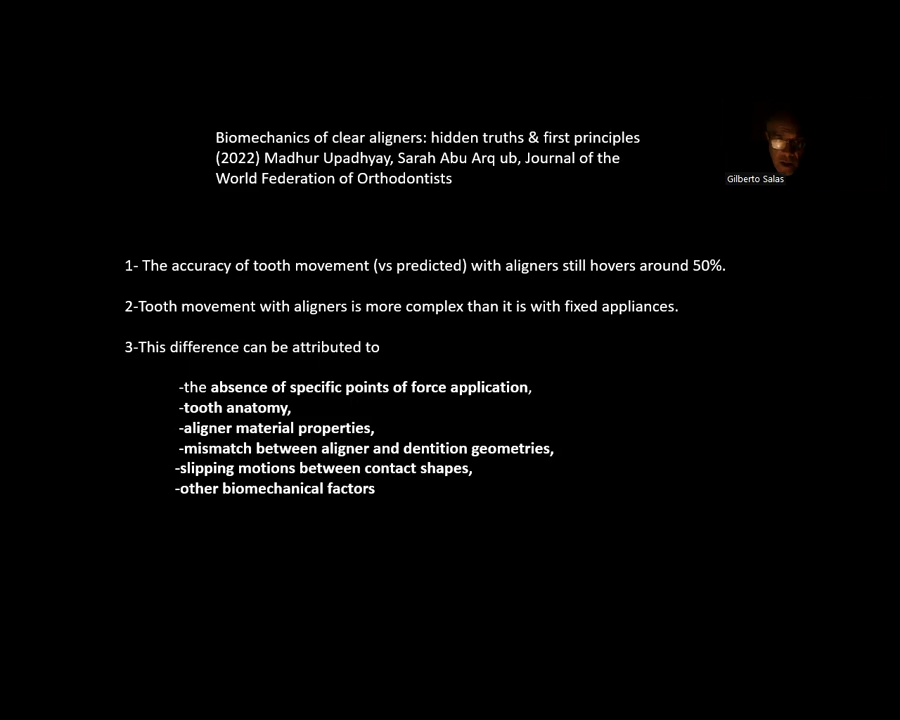 Biomechanics of clear aligners: hidden truths & first principles
(2022) Madhur Upadhyay, Sarah Abu Arq ub, Journal of the
World Federation of Orthodontists
Gilberto Salas
1- The accuracy of tooth movement (vs predicted) with aligners still hovers around 50%.
2-Tooth movement with aligners is more complex than it is with fixed appliances.
3-This difference can be attributed to
-the absence of specific points of force application,
-tooth anatomy,
-aligner material properties,
-mismatch between aligner and dentition geometries,
-slipping motions between contact shapes,
-other biomechanical factors